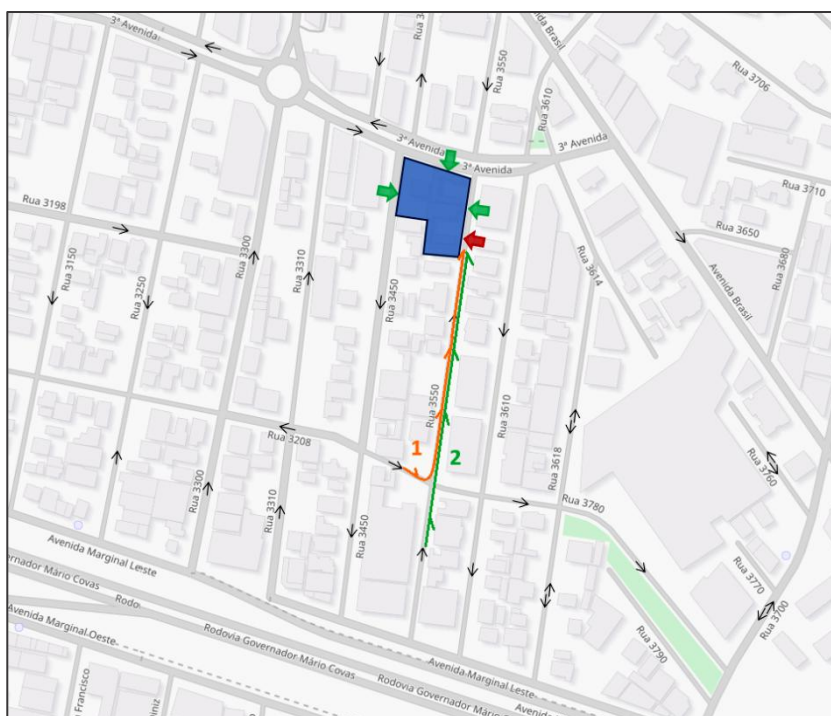 3ª Avenida
Rua 3
Rua 3550
Avenida Brasil
Rua 3610
Rua 3706
3ª Avenida
3ª Avenida
3ª Avenida
Rua 3710
Rua 3198
Rua 3650
Rua 3150
Rua 3250
Rua 3300
Rua 3310
Rua 3450
Rua 3614
Avenida Brasil
Rua 3680
Rua 3550
Rua 3610
Rua 3208
1
2
Rua 3618
Rua 3760
Rua 3780
Rua 3300
Rua 3310
Rua 3450
Avenida Marginal Leste
Governador Mário Covas
Rodo
Rua 3770
Rua 3700
Rua 3790
Avenida Marginal Oeste
Rodovia Governador Mário Covas
Avenida Marginal Leste
Rodovia Governador Mário Covas
Francisco
niz
Aven